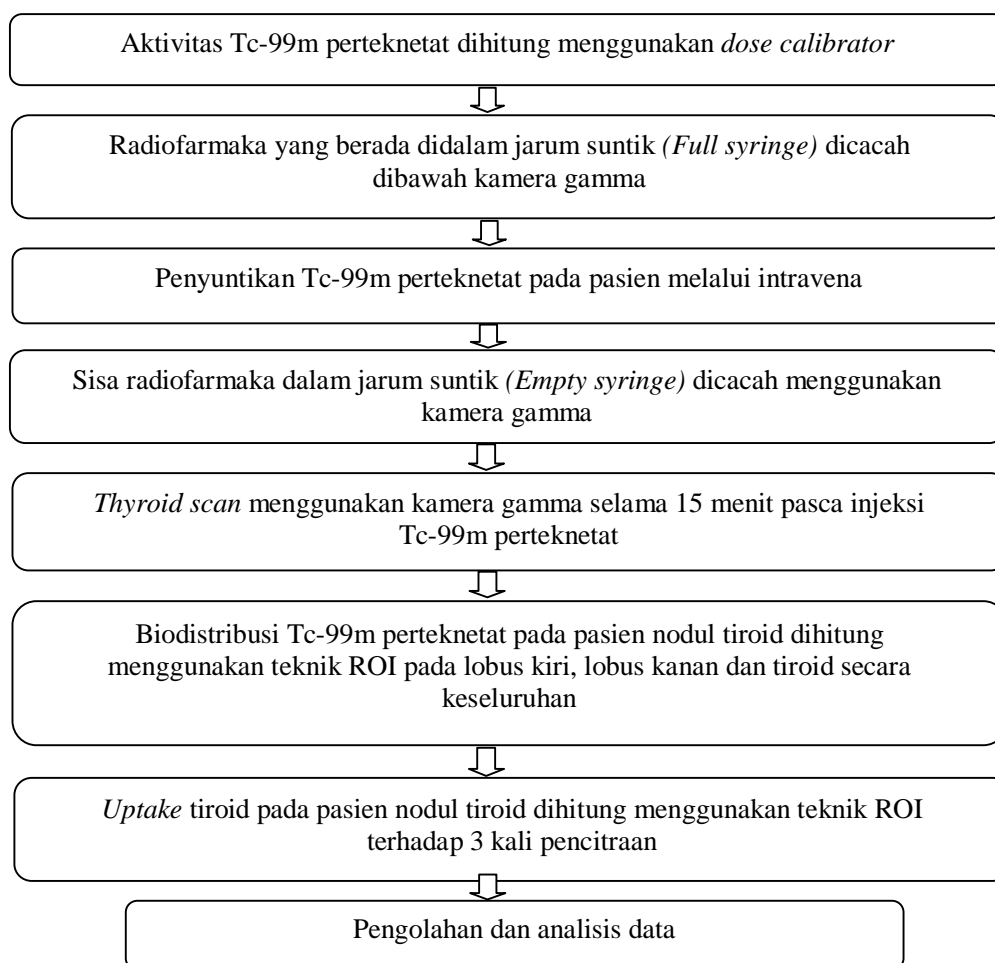 Aktivitas Tc-99m perteknetat dihitung menggunakan dose calibrator
Radiofarmaka yang berada didalam jarum suntik (Full syringe) dicacah
dibawah kamera gamma
Penyuntikan Tc-99m perteknetat pada pasien melalui intravena
Sisa radiofarmaka dalam jarum suntik (Empty syringe) dicacah menggunakan
kamera gamma
Thyroid scan menggunakan kamera gamma selama 15 menit pasca injeksi
Tc-99m perteknetat
Biodistribusi Tc-99m perteknetat pada pasien nodul tiroid dihitung
menggunakan teknik ROI pada lobus kiri, lobus kanan dan tiroid secara
keseluruhan
Uptake tiroid pada pasien nodul tiroid dihitung menggunakan teknik ROI
terhadap 3 kali pencitraan
Pengolahan dan analisis data